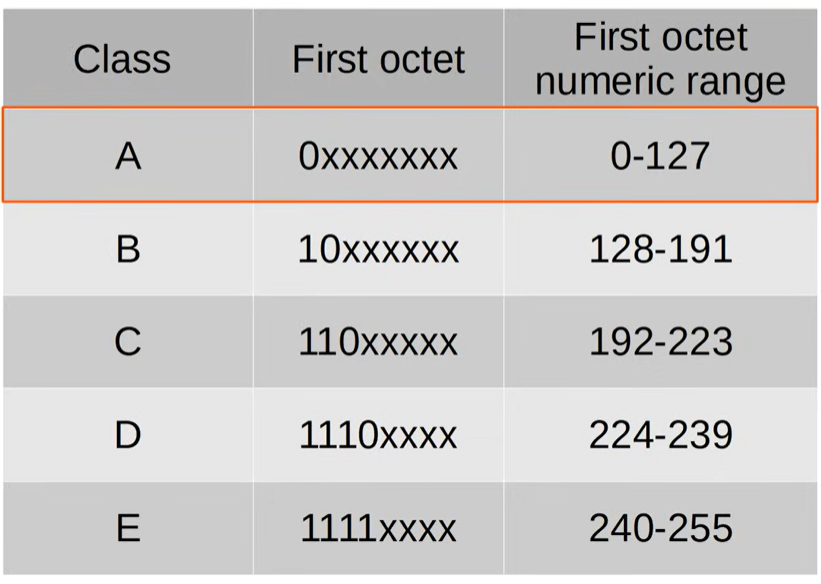 Class First octet First octet numeric range
A 0xxxxxxx 0-127
B 10xxxxxx 128-191
C 110xxxxx 192-223
D 1110xxxx 224-239
E 1111xxxx 240-255